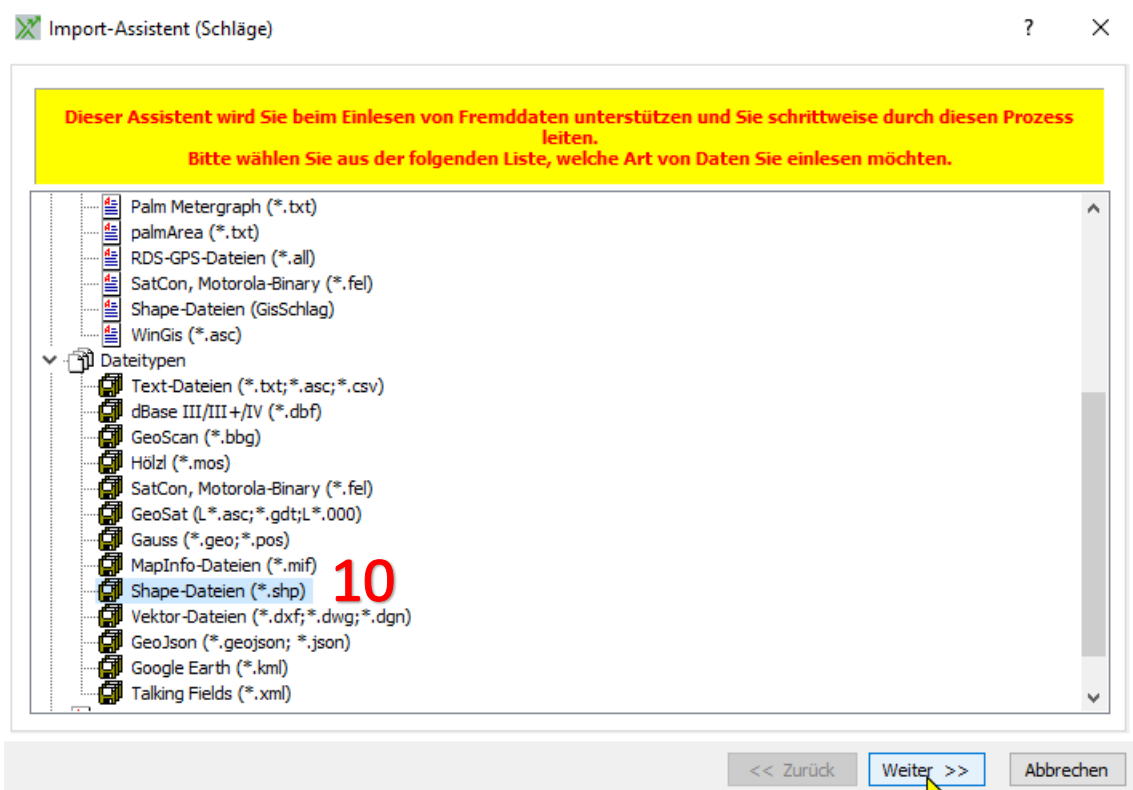 Import-Assistent (Schläge)
?
Dieser Assistent wird Sie beim Einlesen von Fremddaten unterstützen und Sie schrittweise durch diesen Prozess
leiten.
Bitte wählen Sie aus der folgenden Liste, welche Art von Daten Sie einlesen möchten.
Palm Metergraph (*.txt)
palmArea (*.txt)
RDS-GPS-Dateien (*.all)
SatCon, Motorola-Binary (*.fel)
Shape-Dateien (GisSchlag)
WinGis (*.asc)
Dateitypen
Text-Dateien (*.txt;*.asc;*.csv)
dBase III/III+/IV (*.dbf)
GeoScan (*.bbg)
Hölzl (*.mos)
SatCon, Motorola-Binary (*.fel)
GeoSat (L*.asc;*.gdt;L*.000)
Gauss (*.geo;*.pos)
MapInfo-Dateien (*.mif)
Shape-Dateien (*.shp) 10
Vektor-Dateien (*.dxf;*.dwg;*.dgn)
GeoJson (*.geojson; *.json)
Google Earth (*.kml)
Talking Fields (*.xml)
<< Zurück Weiter >> Abbrechen